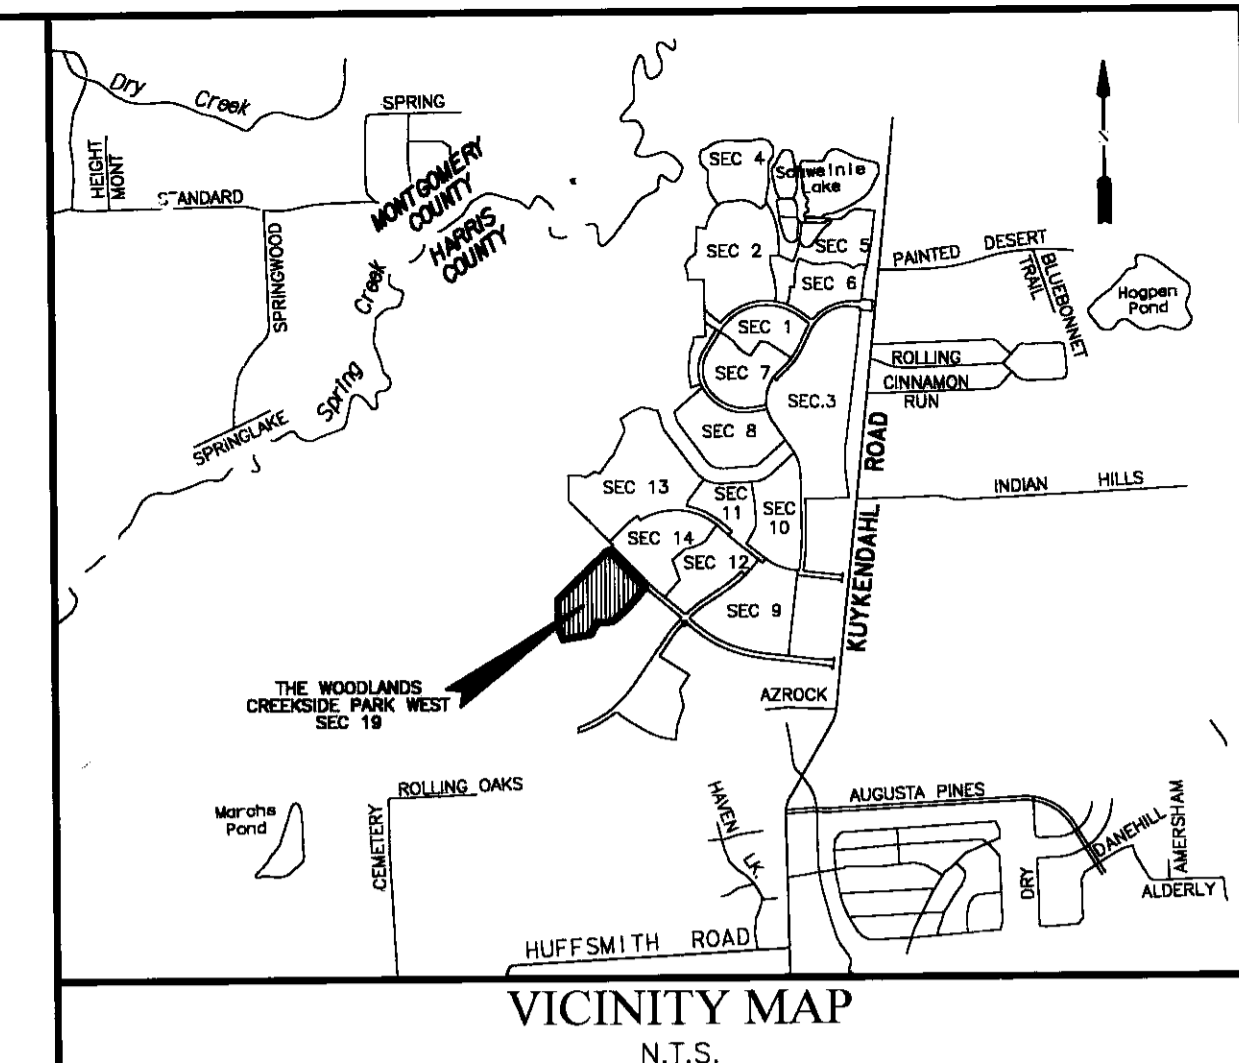 Dry Creek
SPRING
HEIGHT
MONT
STANDARD
MONTGOMERY
COUNTY
HARRIS
COUNTY
SPRINGWOOD
Spring Creek
SPRINGLAKE
SEC 4
Schweinle
Lake
SEC 2
SEC 5
SEC 6
SEC 1
SEC 7
SEC.3
SEC 8
SEC 13
SEC
11
SEC
10
SEC 14
SEC 12
SEC 9
N
PAINTED DESERT
BLUEBONNET
TRAIL
Hogpen
Pond
ROLLING
CINNAMON
RUN
KUYKENDAHL ROAD
INDIAN HILLS
THE WOODLANDS
CREEKSIDE PARK WEST
SEC 19
AZROCK
Marchs
Pond
ROLLING OAKS
CEMETERY
HAVEN
LK.
AUGUSTA PINES
DANEHILL
AMERSHAM
ALDERLY
DRY
HUFFSMITH ROAD
VICINITY MAP
N.T.S.